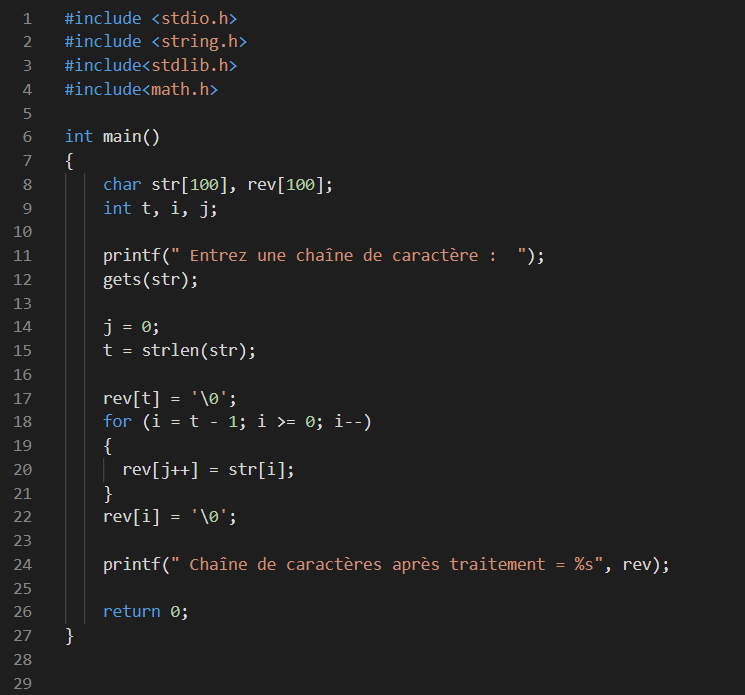 1 #include <stdio.h>
2 #include <string.h>
3 #include<stdlib.h>
4 #include<math.h>
5
6 int main()
7 {
8 char str[100], rev[100];
9 int t, i, j;
10
11 printf(" Entrez une chaîne de caractère :  ");
12 gets(str);
13
14 j = 0;
15 t = strlen(str);
16
17 rev[t] = '\0';
18 for (i = t - 1; i >= 0; i--)
19 {
20 rev[j++] = str[i];
21 }
22 rev[i] = '\0';
23
24 printf(" Chaîne de caractères après traitement = %s", rev);
25
26 return 0;
27 }
28
29